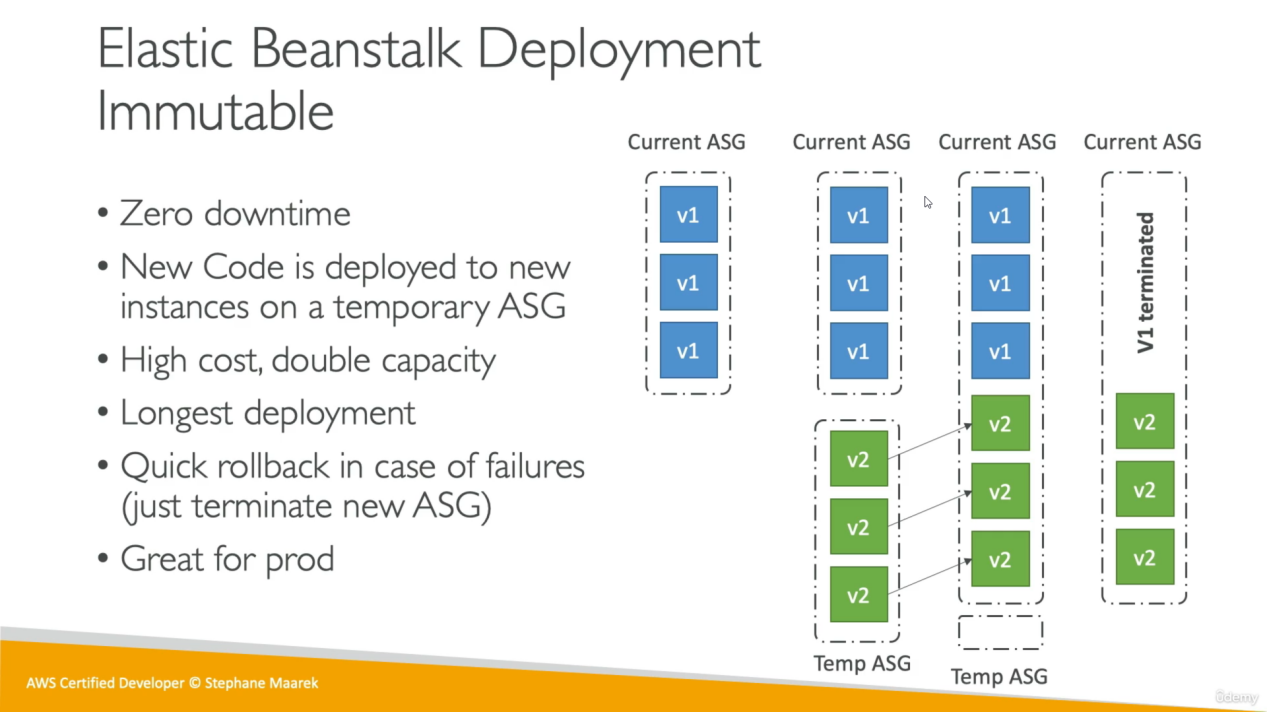 Elastic Beanstalk Deployment
Immutable
• Zero downtime
• New Code is deployed to new
instances on a temporary ASG
• High cost, double capacity
• Longest deployment
• Quick rollback in case of failures
(just terminate new ASG)
• Great for prod
Current ASG
v1
v1
v1
Current ASG
v1
v1
v1
v2
v2
v2
Temp ASG
Current ASG
v1
v1
v1
v2
v2
v2
Temp ASG
Current ASG
V1 terminated
v2
v2
v2
AWS Certified Developer © Stephane Maarek
ûdemy